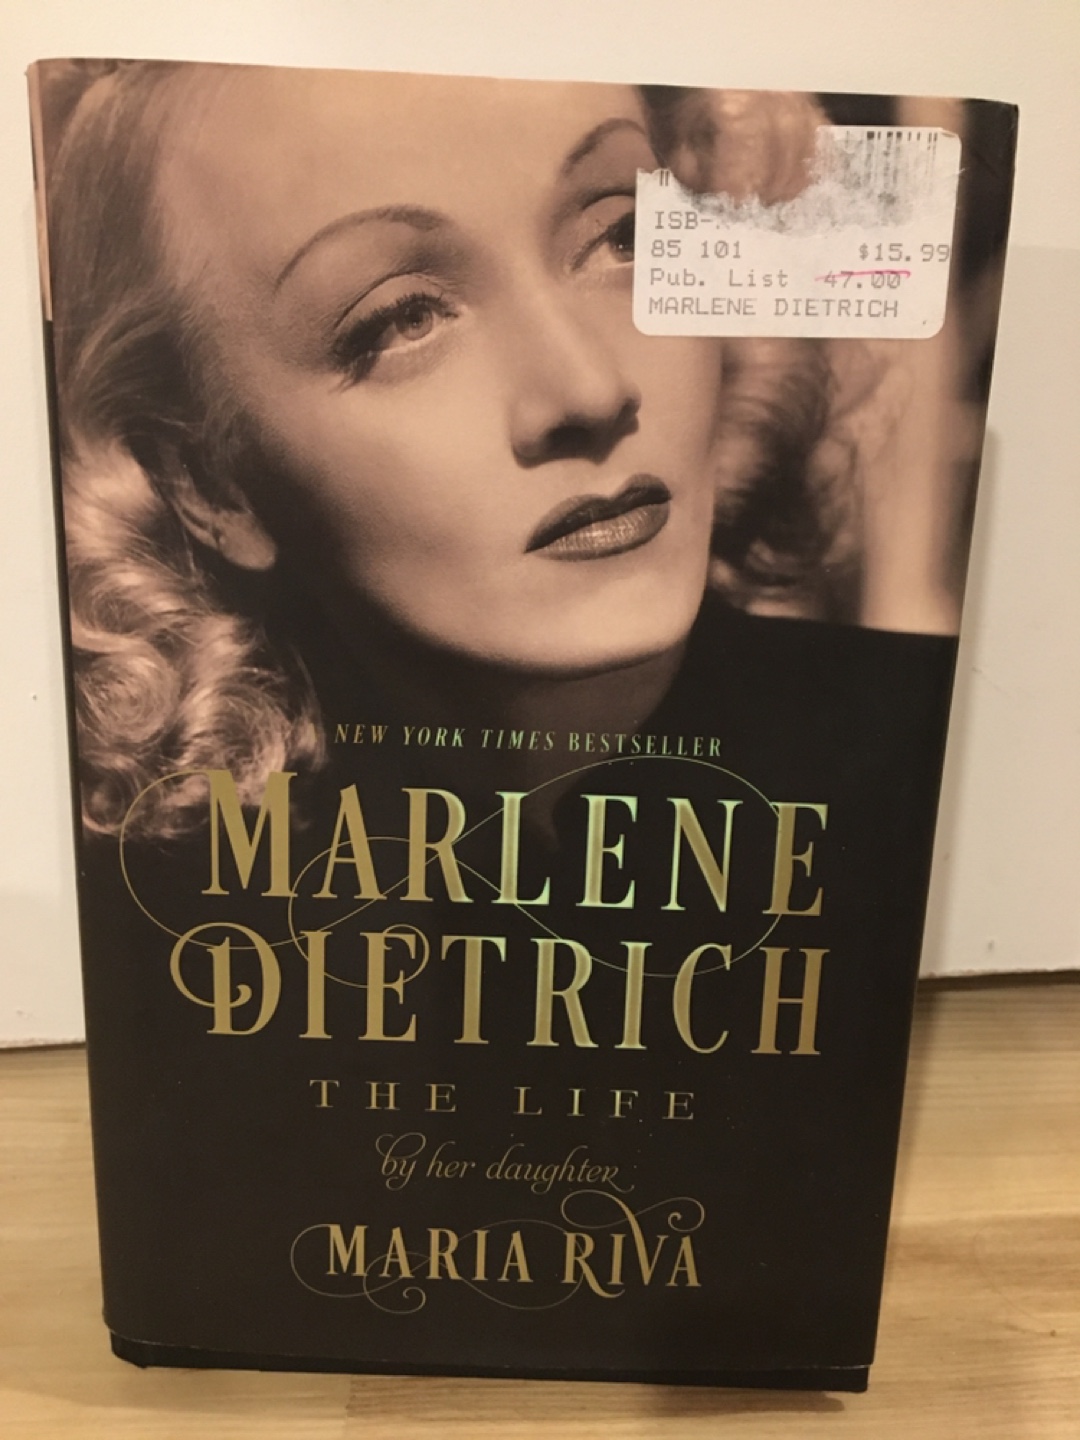 85 101 $15.99
Pub. List 47.00
MARLENE DIETRICH
NEW YORK TIMES BESTSELLER
MARLENE
DIETRICH
THE LIFE
by her daughter
MARIA RIVA